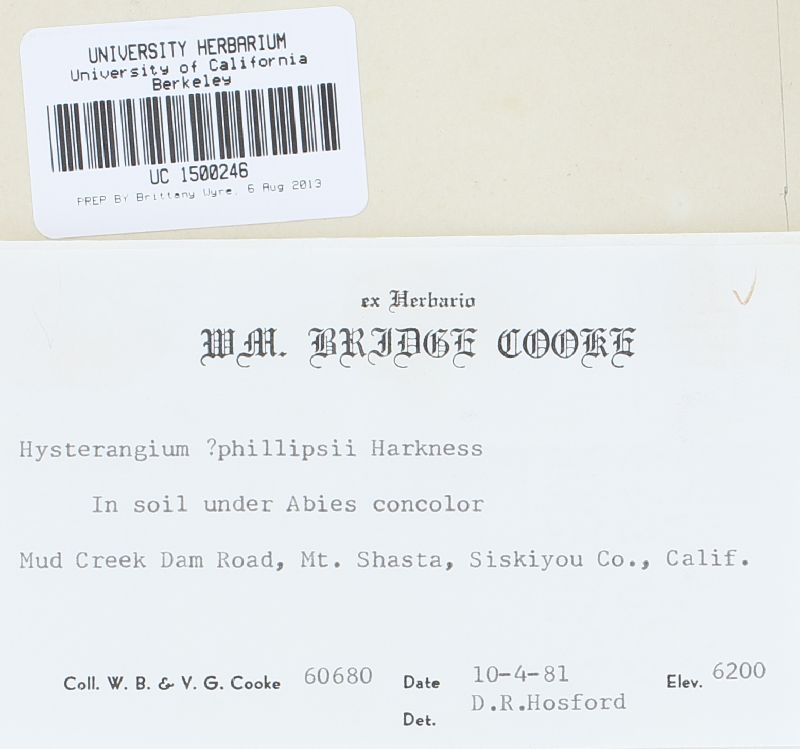 UNIVERSITY HERBARIUM
University of California
Berkeley
UC 1500246
PREP BY Brittany Wyre, 6 Aug 2013
ex Herbario
WM. BRIDGE COOKE
Hysterangium ?phillipsii Harkness
In soil under Abies concolor
Mud Creek Dam Road, Mt. Shasta, Siskiyou Co., Calif.
Coll. W. B. & V. G. Cooke 60680 Date 10-4-81 Elev. 6200
Det. D.R.Hosford